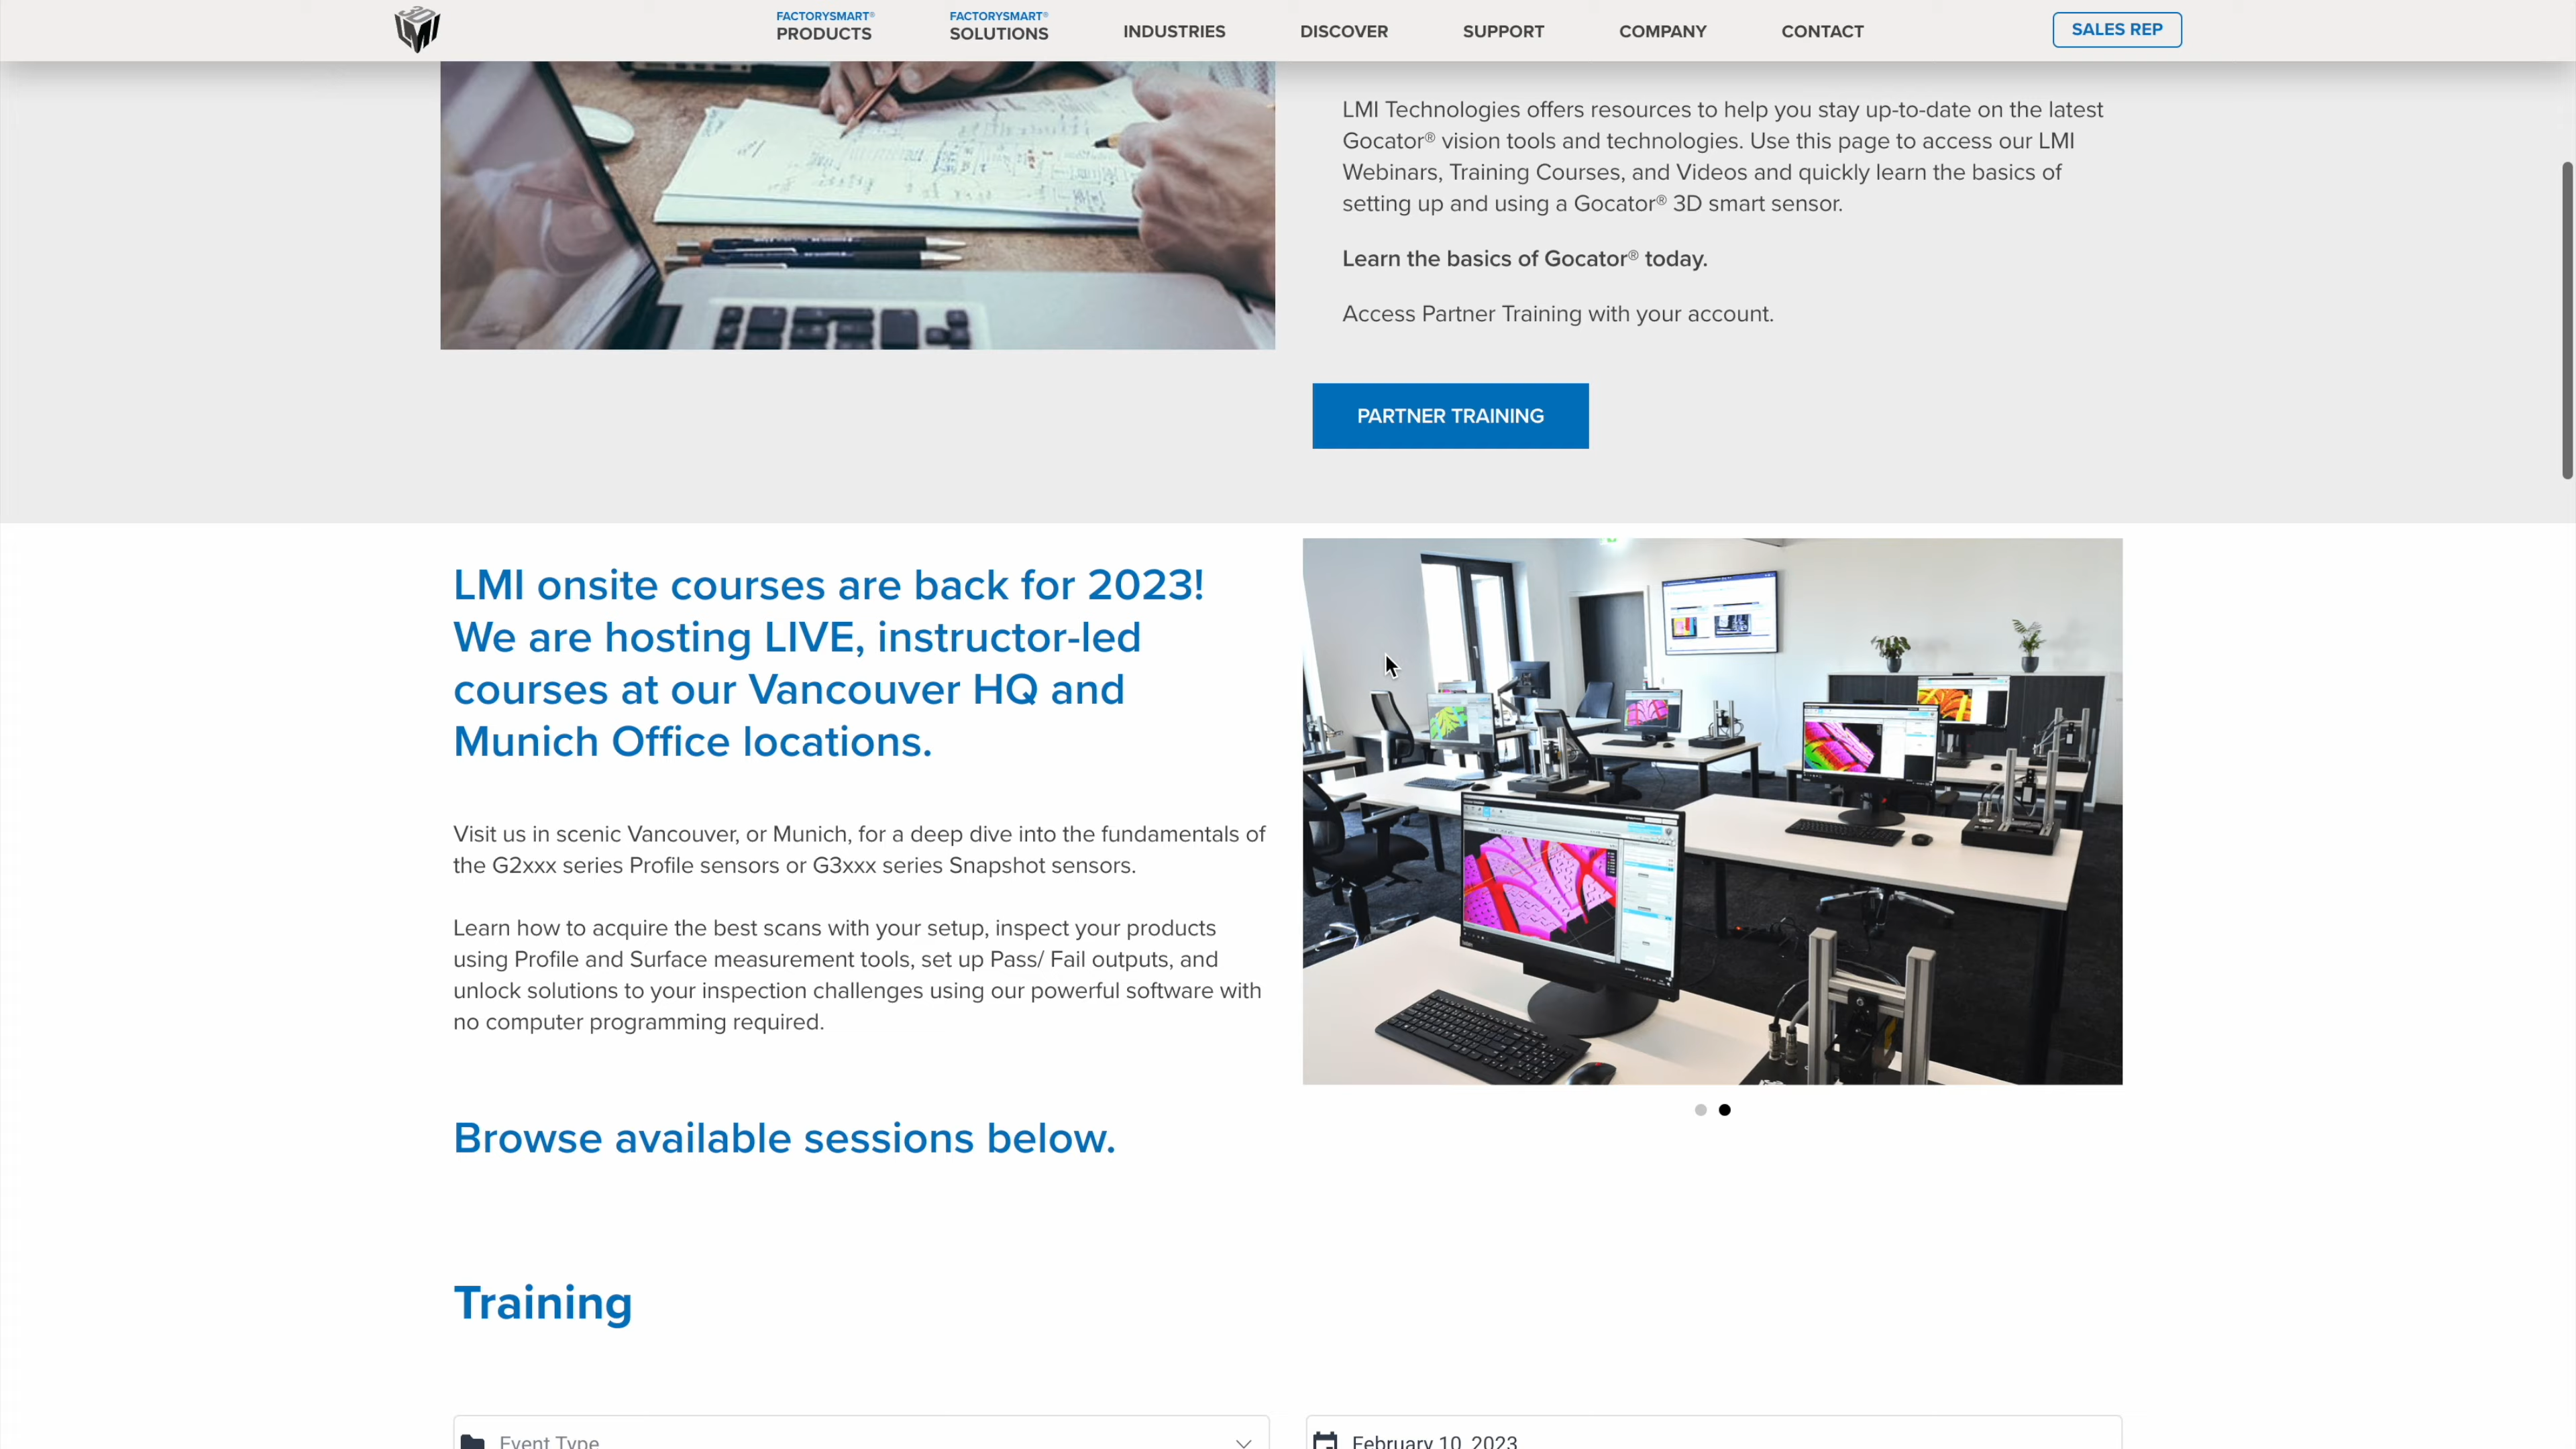 3D
LMI
FACTORYSMART®
PRODUCTS
FACTORYSMART®
SOLUTIONS
INDUSTRIES
DISCOVER
SUPPORT
COMPANY
CONTACT
SALES REP
LMI Technologies offers resources to help you stay up-to-date on the latest
Gocator® vision tools and technologies. Use this page to access our LMI
Webinars, Training Courses, and Videos and quickly learn the basics of
setting up and using a Gocator® 3D smart sensor.
Learn the basics of Gocator® today.
Access Partner Training with your account.
PARTNER TRAINING
LMI onsite courses are back for 2023!
We are hosting LIVE, instructor-led
courses at our Vancouver HQ and
Munich Office locations.
Visit us in scenic Vancouver, or Munich, for a deep dive into the fundamentals of
the G2xxx series Profile sensors or G3xxx series Snapshot sensors.
Learn how to acquire the best scans with your setup, inspect your products
using Profile and Surface measurement tools, set up Pass/ Fail outputs, and
unlock solutions to your inspection challenges using our powerful software with
no computer programming required.
Browse available sessions below.
Training
Event Type
February 10, 2023